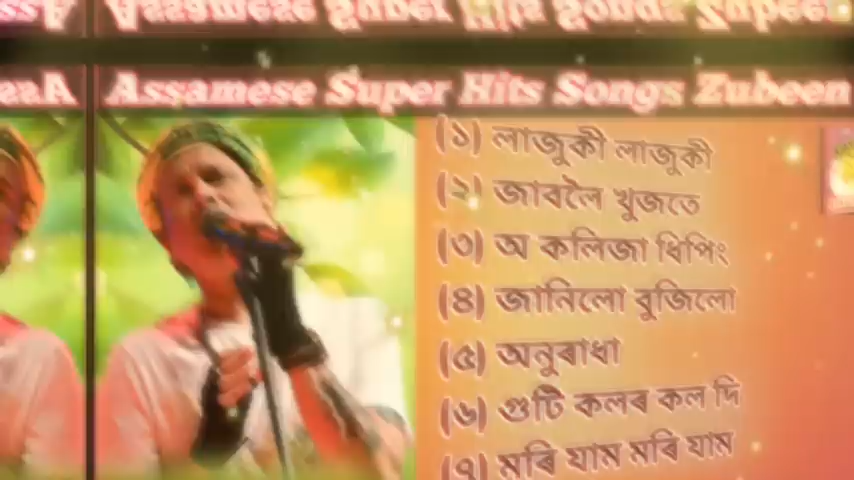 Assamese Super Hits Songs Zubeen
(১) লাজুকী লাজুকী
(২) জাবলৈ খুজতে
(৩) অ কলিজা ধিপিং
(৪) জানিলো বুজিলো
(৫) অনুৰাধা
(৬) গুটি কলৰ কল দি
(৭) মৰি যাম মৰি যাম